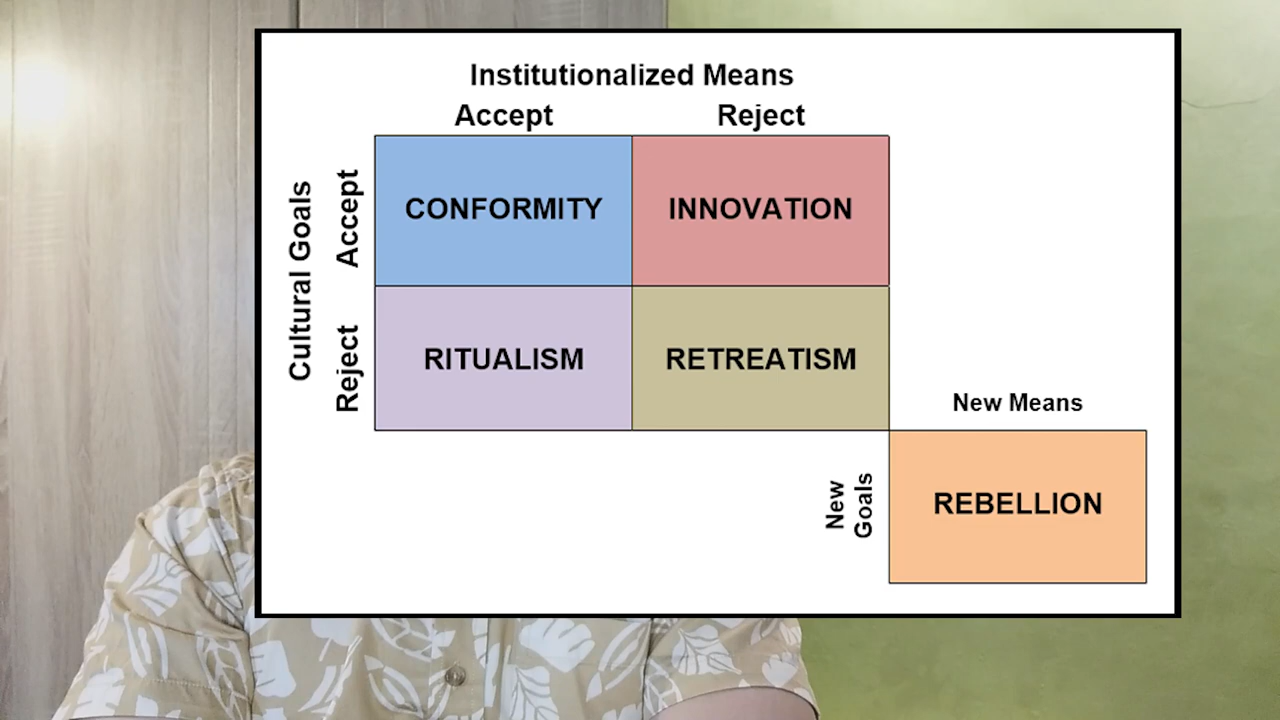 Institutionalized Means
Accept Reject
Cultural Goals
Accept
CONFORMITY INNOVATION
Reject
RITUALISM RETREATISM
New Means
New
Goals
REBELLION